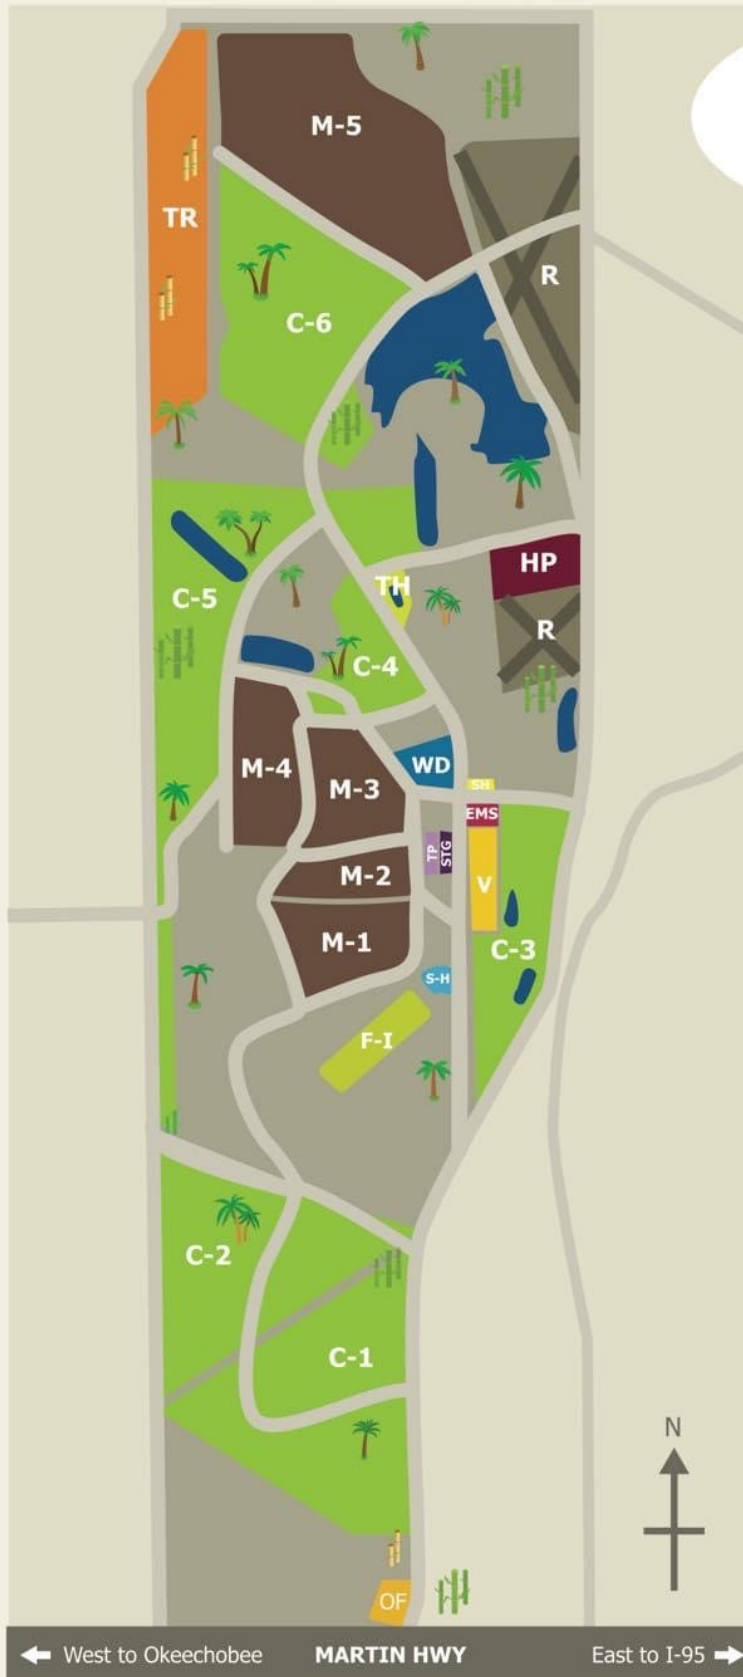 M-5
TR
R
C-6
HP
TH
C-5
R
C-4
WD
M-4
SH
M-3
EMS
TP
STG
M-2
V
M-1
C-3
S-H
F-I
C-2
C-1
N
OF
West to Okeechobee MARTIN HWY East to I-95